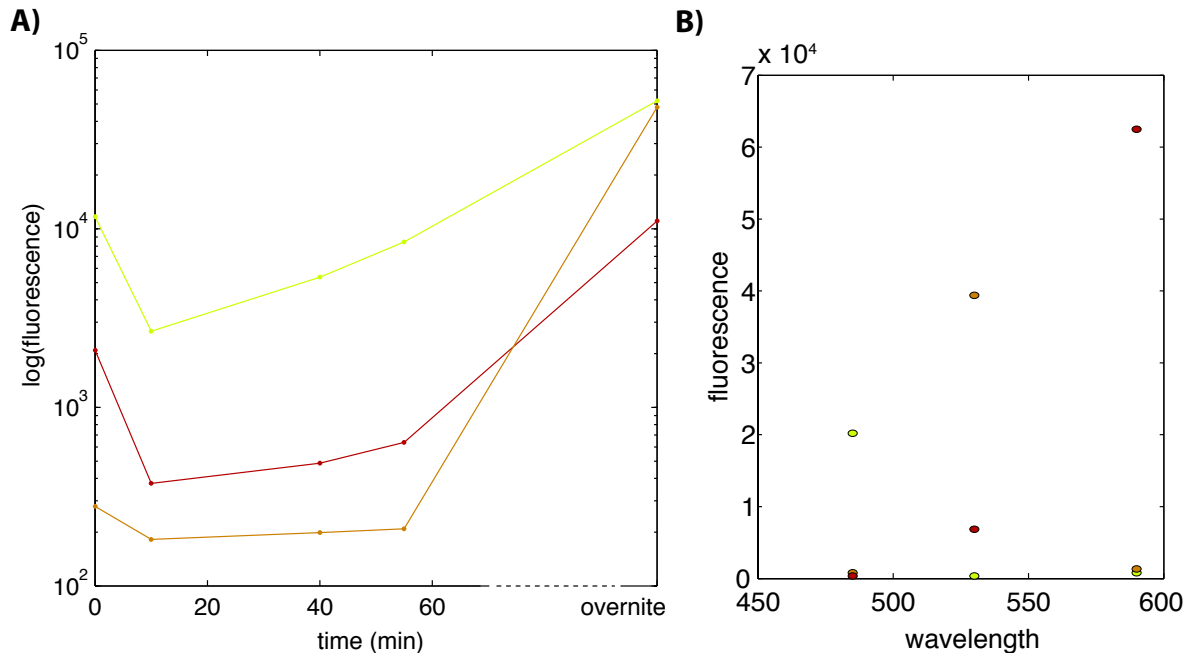 A)
10^5
10^4
10^3
10^2
log(fluorescence)
0 20 40 60 overnite
time (min)
B)
x 10^4
7
6
5
4
3
2
1
0
fluorescence
450 500 550 600
wavelength